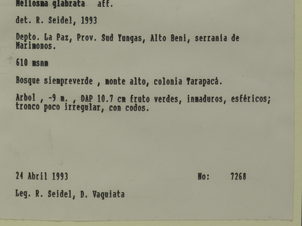 Meliosma glabrata aff.
det. R. Seidel, 1993
Depto. La Paz, Prov. Sud Yungas, Alto Beni, serrania de
Marimonos.
610 msnm
Bosque siempreverde , monte alto, colonia Tarapacá.
Arbol , -9 m. , DAP 10.7 cm fruto verdes, inmaduros, esféricos;
tronco poco irregular, con codos.
24 Abril 1993 No: 7268
Leg. R. Seidel, D. Vaquiata